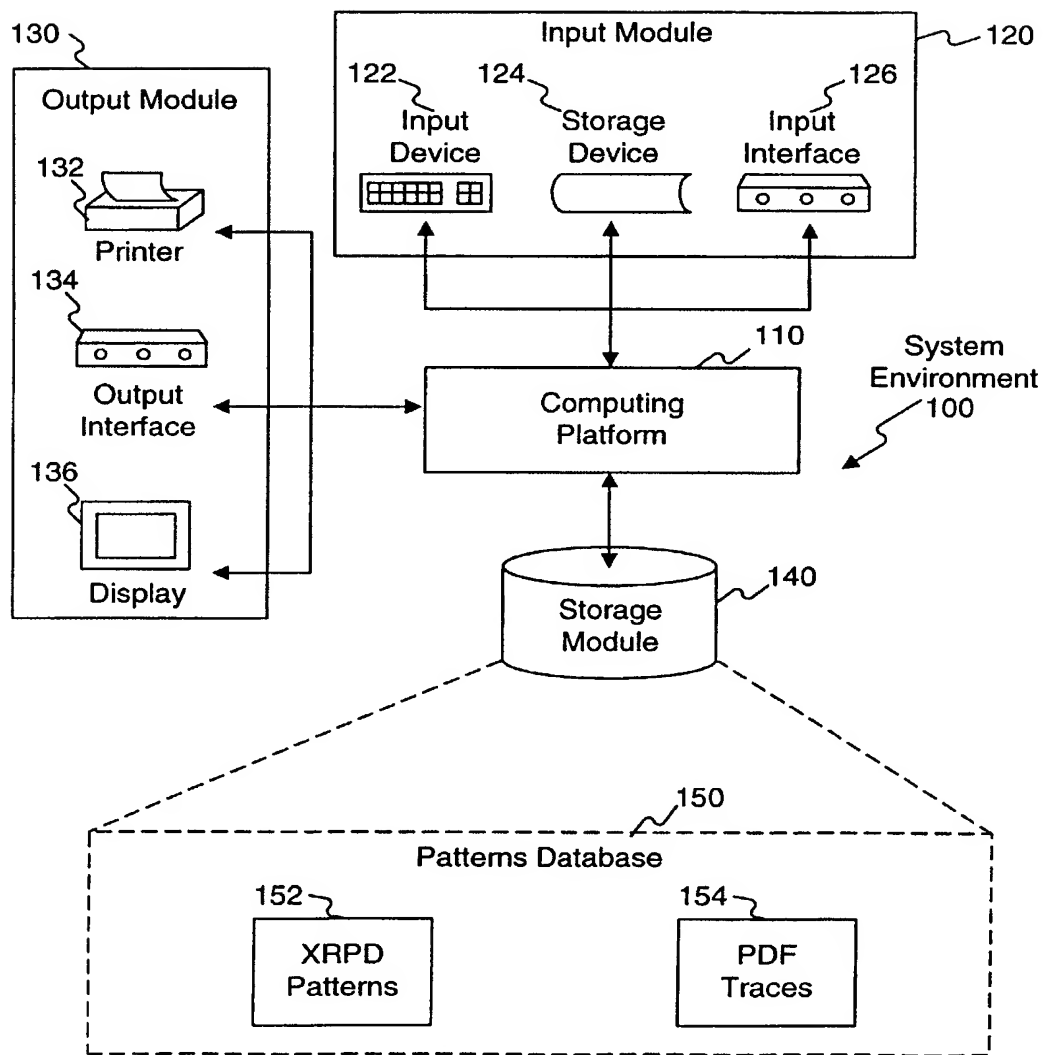 130
Output Module
132
Printer
134
Output
Interface
136
Display
Input Module
120
122
Input
Device
124
Storage
Device
126
Input
Interface
110
Computing
Platform
System
Environment
100
140
Storage
Module
150
Patterns Database
152
XRPD
Patterns
154
PDF
Traces